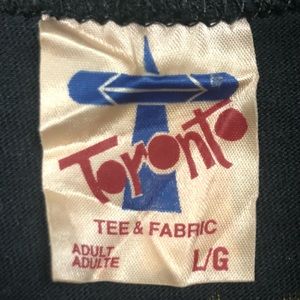 Toronto
TEE & FABRIC
ADULT
ADULTE
L/G